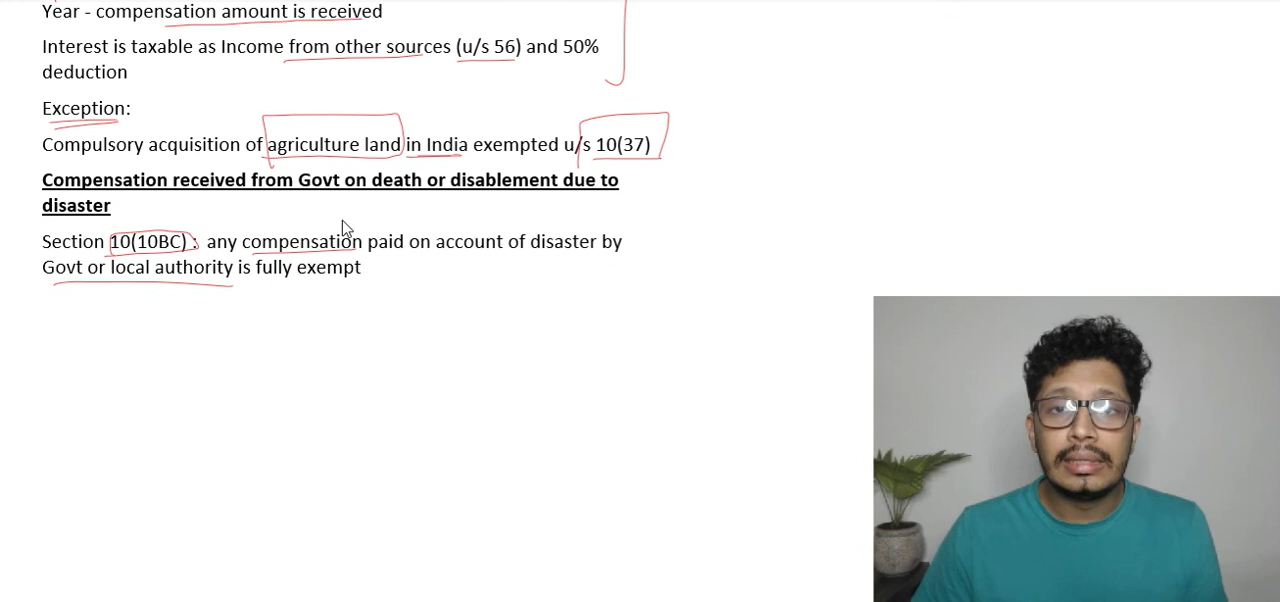 Year - compensation amount is received
Interest is taxable as Income from other sources (u/s 56) and 50%
deduction
Exception:
Compulsory acquisition of agriculture land in India exempted u/s 10(37)
Compensation received from Govt on death or disablement due to
disaster
Section 10(10BC) : any compensation paid on account of disaster by
Govt or local authority is fully exempt